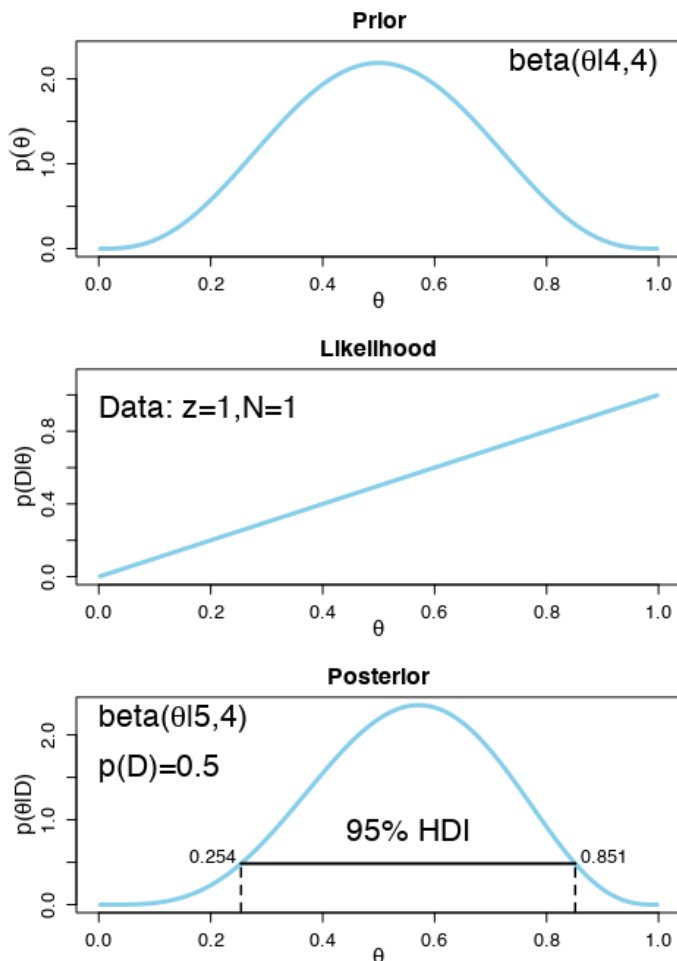 Prior
beta(θ|4,4)
p(θ)
0.0 1.0 2.0
0.0 0.2 0.4 0.6 0.8 1.0
θ
Likelihood
Data: z=1,N=1
p(D|θ)
0.0 0.4 0.8
0.0 0.2 0.4 0.6 0.8 1.0
θ
Posterior
beta(θ|5,4)
p(D)=0.5
95% HDI
0.254 0.851
p(θ|D)
0.0 1.0 2.0
0.0 0.2 0.4 0.6 0.8 1.0
θ